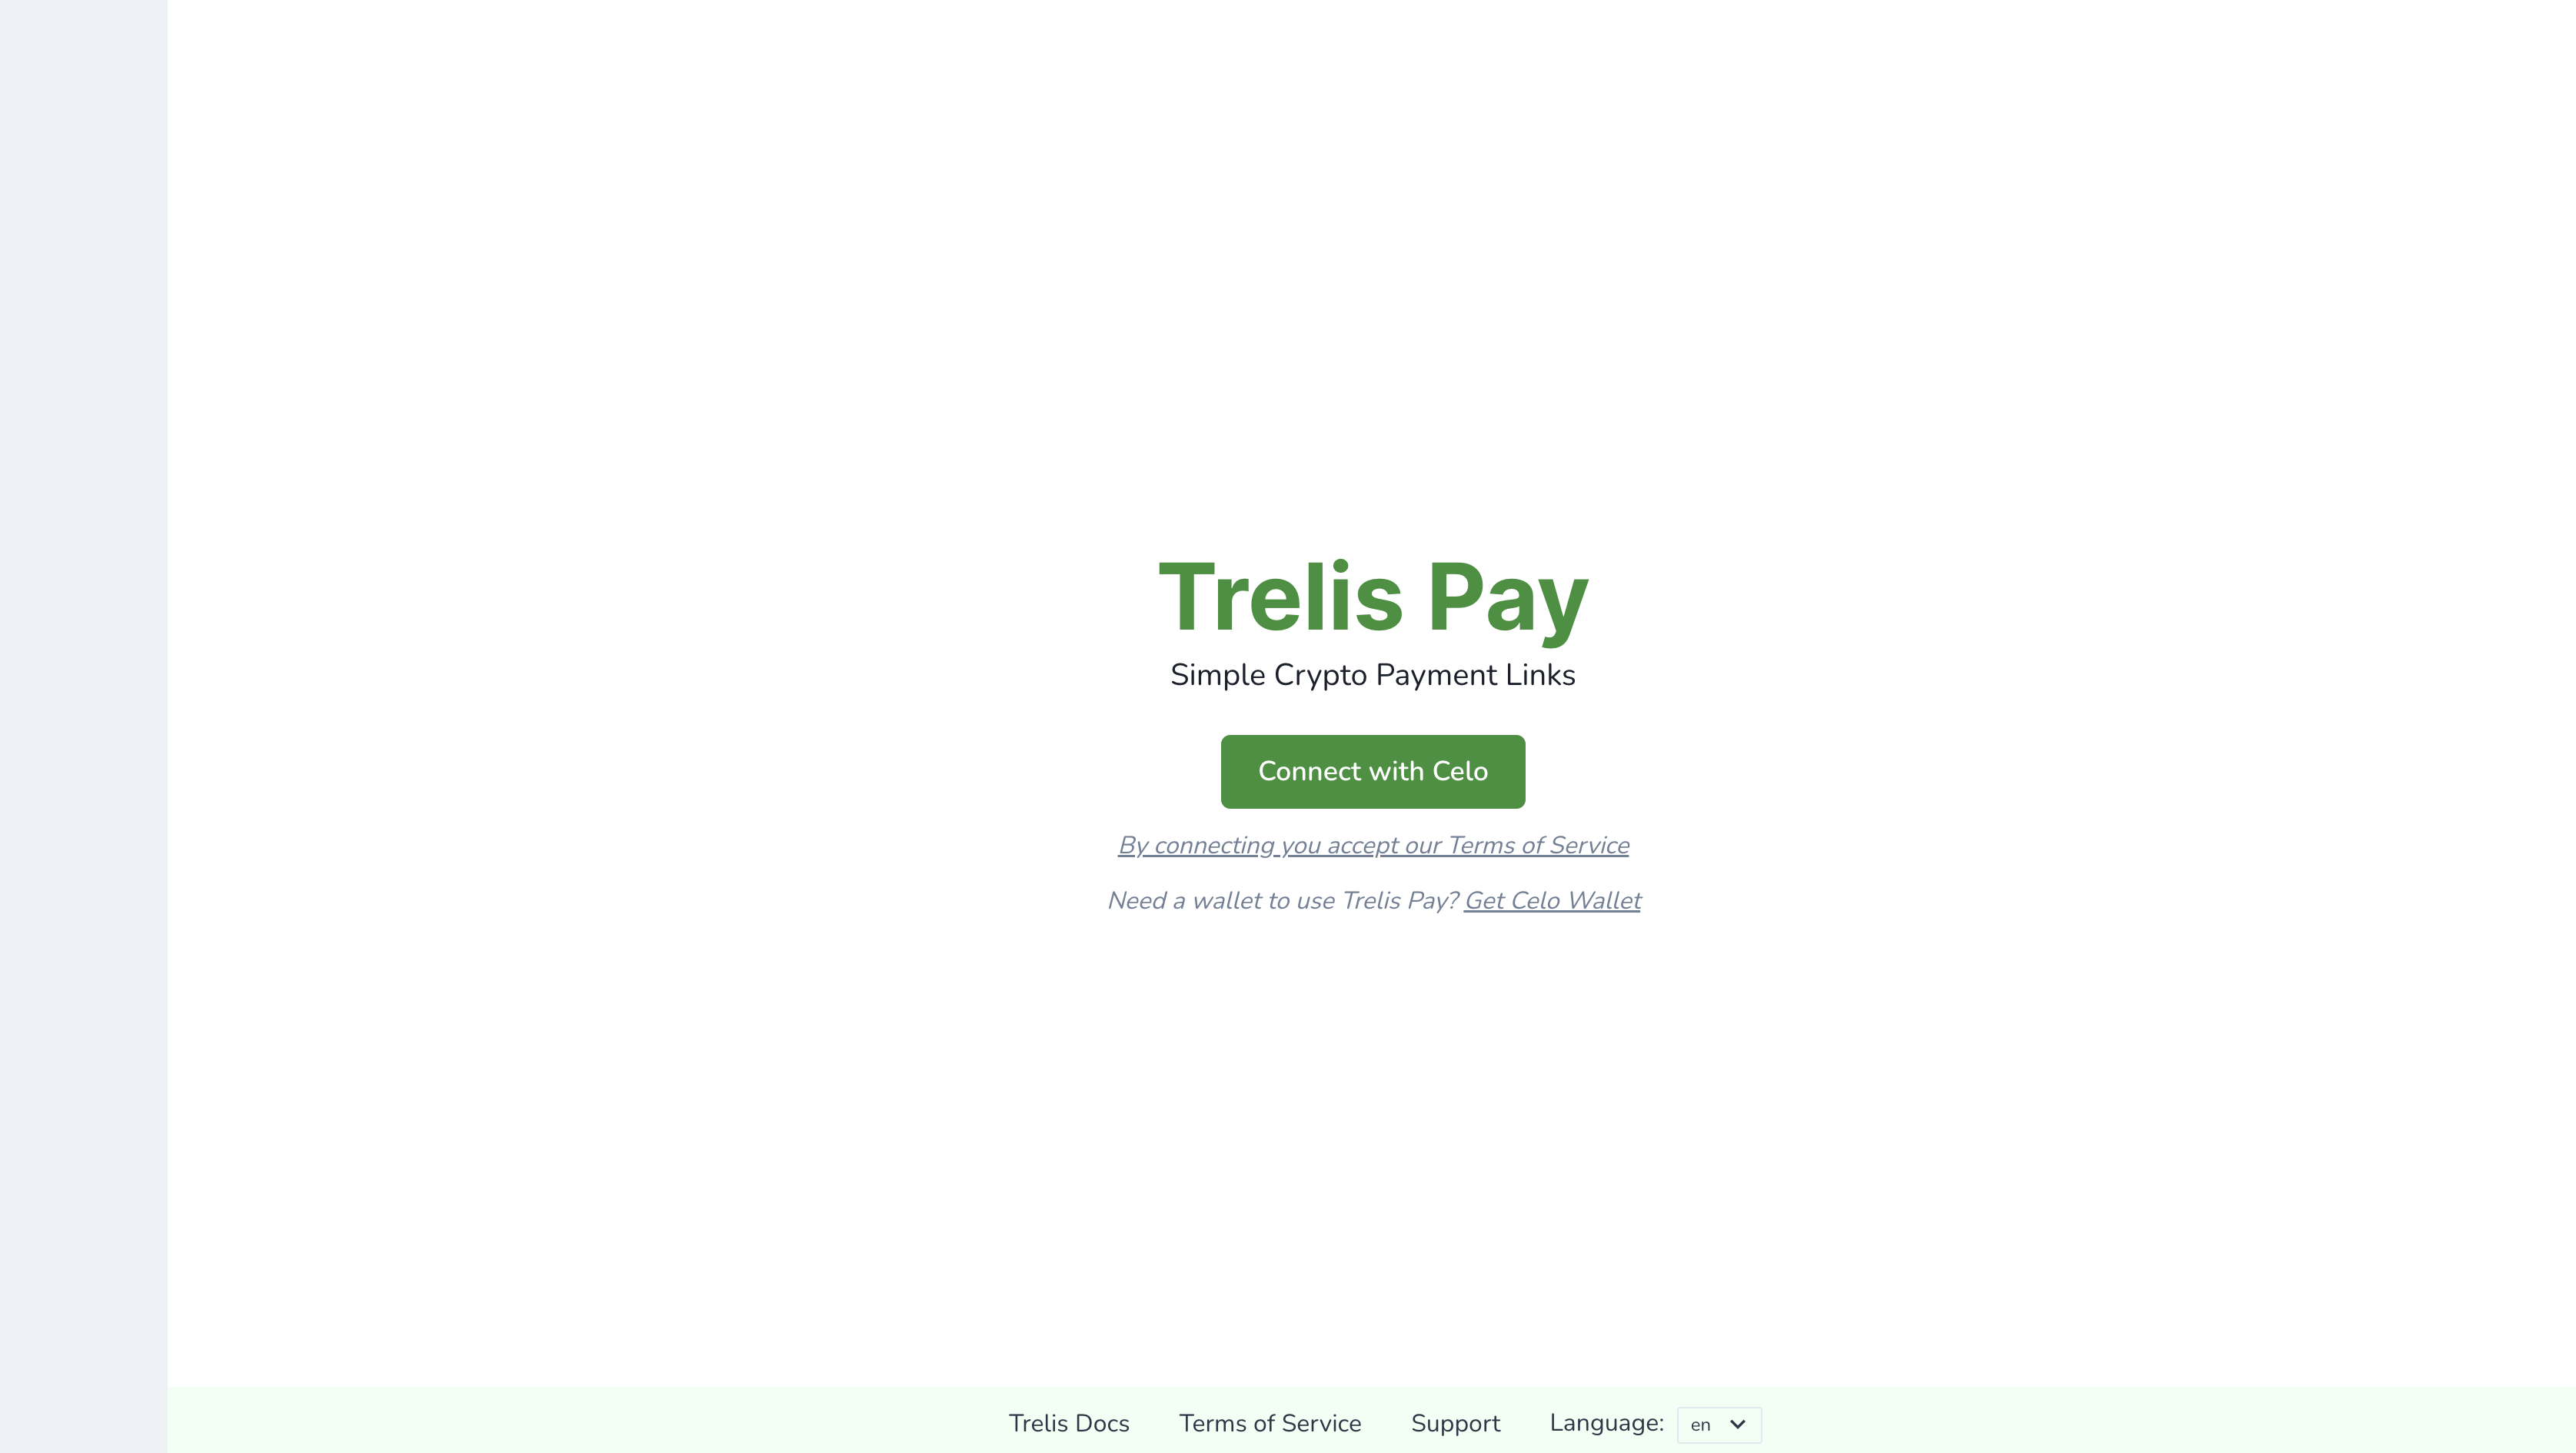 Trelis Pay
Simple Crypto Payment Links
Connect with Celo
By connecting you accept our Terms of Service
Need a wallet to use Trelis Pay? Get Celo Wallet
Trelis Docs Terms of Service Support Language: en